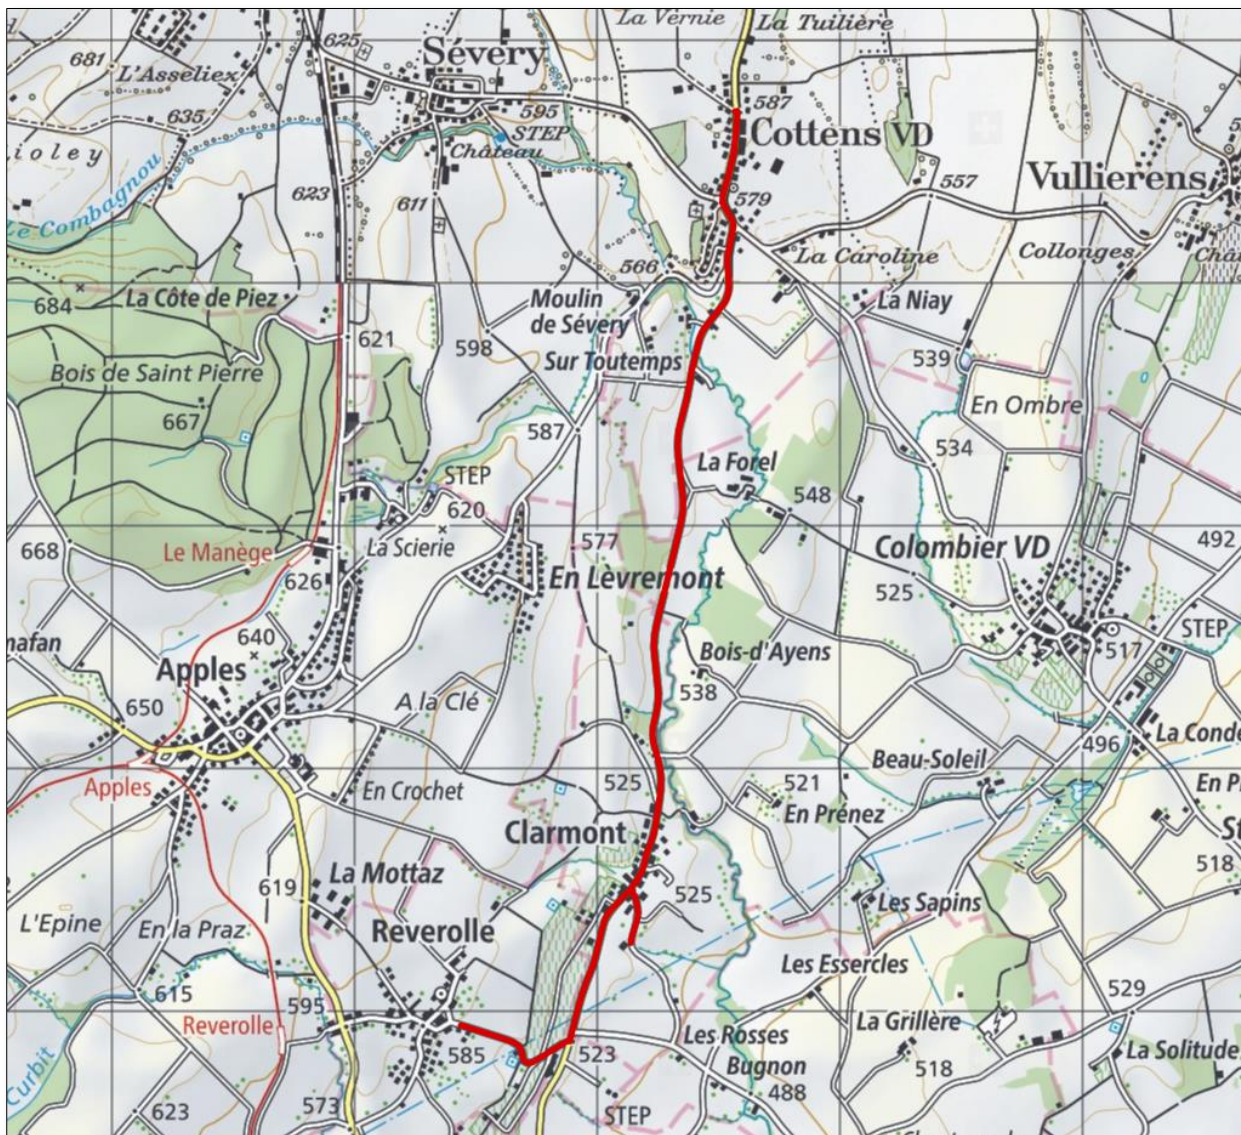 La Vernie
La Tuilière
625
Sévery
681
L'Asseliex
587
595
635
STEP
Cottens VD
Château
Vullierens
Le Combagnou
623
611
579
557
Collonges
566
La Caroline
684
La Côte de Piez
Moulin
de Sévery
La Niay
621
598
Bois de Saint Pierre
Sur Toutemps
539
667
En Ombre
587
534
STEP
La Forel
620
548
668
Le Manège
La Scierie
577
Colombier VD
492
626
En Lèvremont
525
640
STEP
Bois-d'Ayens
517
Apples
538
650
A la Clé
La Conde
496
Beau-Soleil
Apples
En Crochet
525
521
En Prénez
Clarmont
518
La Mottaz
619
525
L'Epine
En la Praz
Reverolle
Les Sapins
Les Essercles
615
595
529
Reverolle
La Grillère
585
523
Les Rosses
Bugnon
518
La Solitude
Curbit
488
623
573
STEP